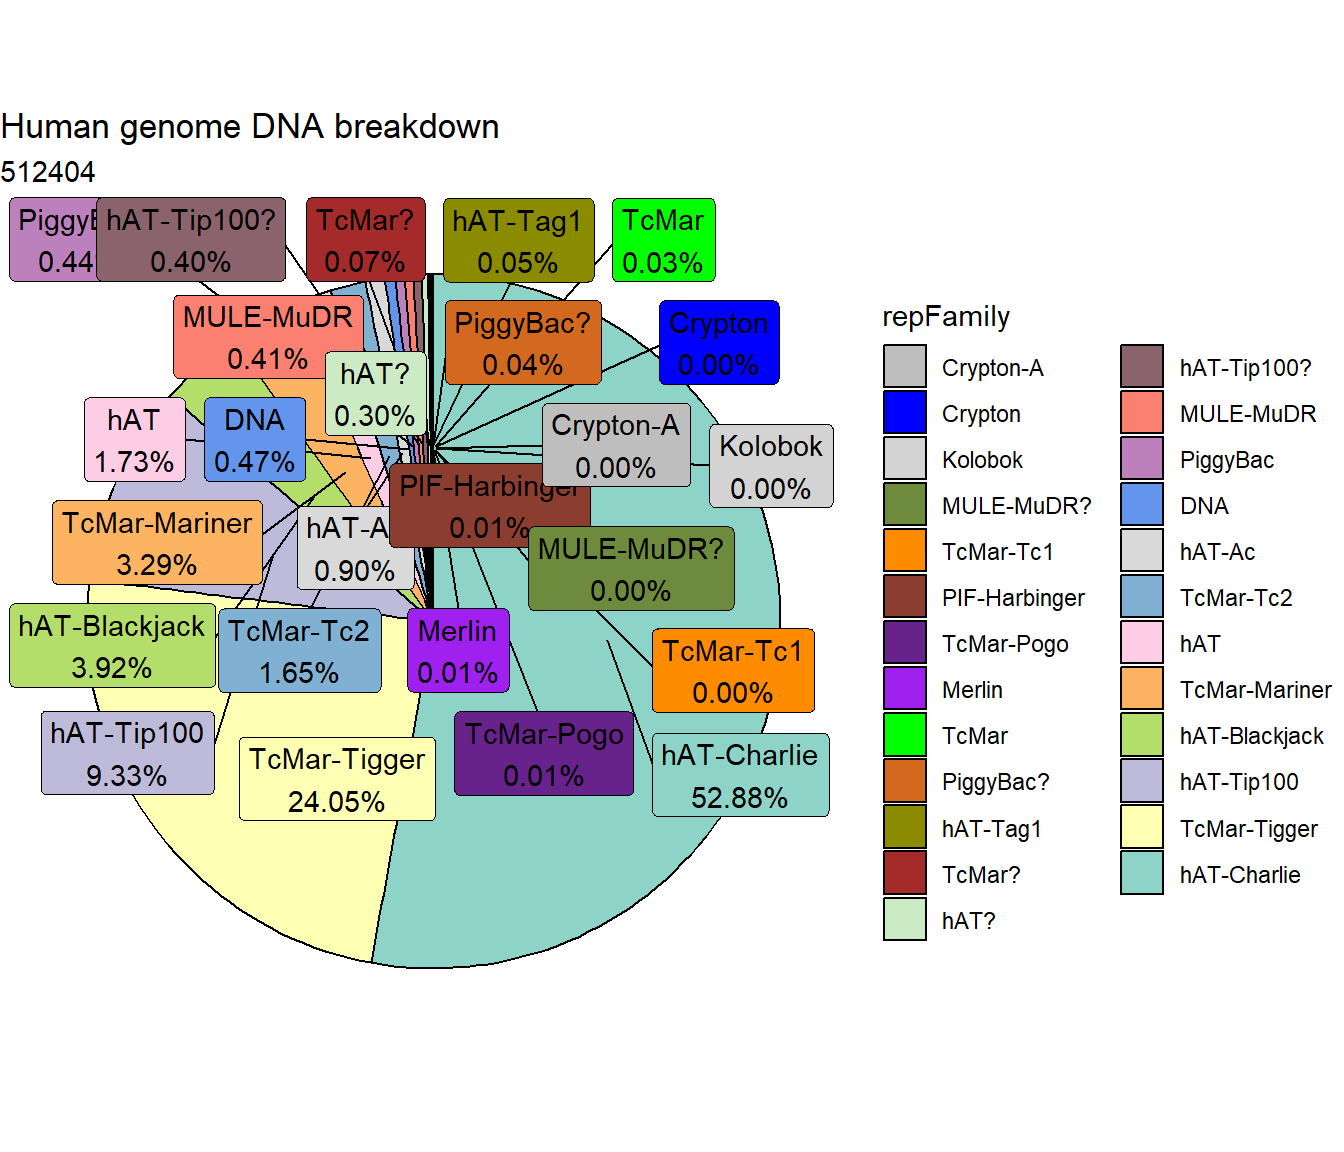 Human genome DNA breakdown
512404
PiggyB
0.44
hAT-Tip100?
0.40%
TcMar?
0.07%
hAT-Tag1
0.05%
TcMar
0.03%
MULE-MuDR
0.41%
PiggyBac?
0.04%
Crypton
0.00%
hAT?
0.30%
hAT
1.73%
DNA
0.47%
Crypton-A
0.00%
Kolobok
0.00%
PIF-Harbinger
0.01%
TcMar-Mariner
3.29%
hAT-A
0.90%
MULE-MuDR?
0.00%
hAT-Blackjack
3.92%
TcMar-Tc2
1.65%
Merlin
0.01%
TcMar-Tc1
0.00%
hAT-Tip100
9.33%
TcMar-Tigger
24.05%
TcMar-Pogo
0.01%
hAT-Charlie
52.88%
repFamily
Crypton-A
Crypton
Kolobok
MULE-MuDR?
TcMar-Tc1
PIF-Harbinger
TcMar-Pogo
Merlin
TcMar
PiggyBac?
hAT-Tag1
TcMar?
hAT?
hAT-Tip100?
MULE-MuDR
PiggyBac
DNA
hAT-Ac
TcMar-Tc2
hAT
TcMar-Mariner
hAT-Blackjack
hAT-Tip100
TcMar-Tigger
hAT-Charlie